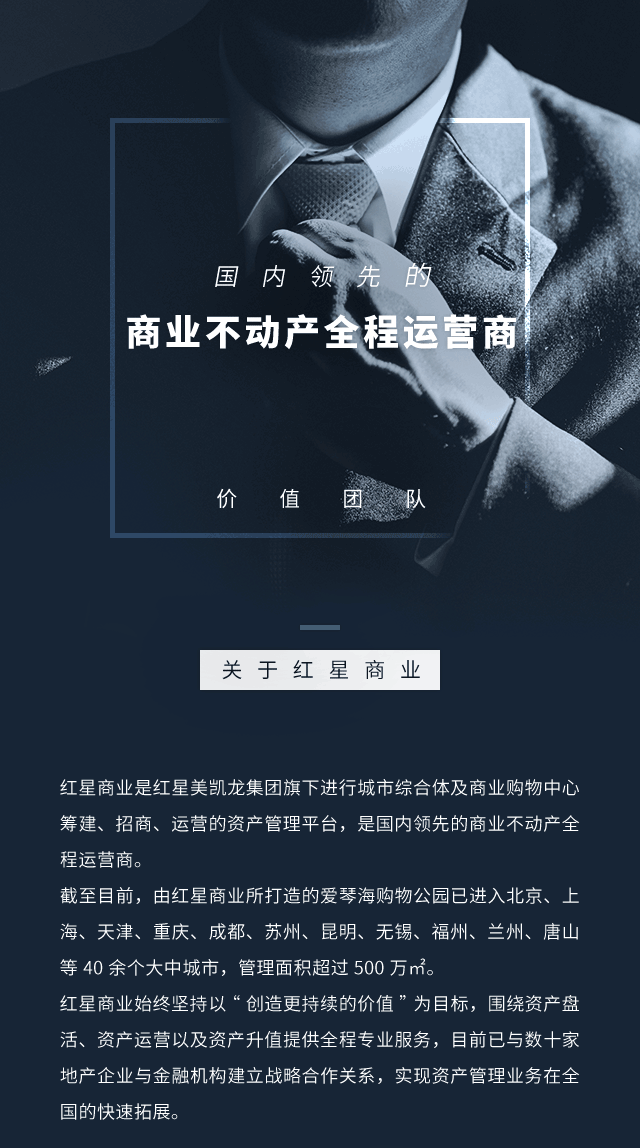 国内领先的
商业不动产全程运营商
价值团队
关于红星商业
红星商业是红星美凯龙集团旗下进行城市综合体及商业购物中心
筹建、招商、运营的资产管理平台，是国内领先的商业不动产全
程运营商。
截至目前，由红星商业所打造的爱琴海购物公园已进入北京、上
海、天津、重庆、成都、苏州、昆明、无锡、福州、兰州、唐山
等 40 余个大中城市，管理面积超过 500 万㎡。
红星商业始终坚持以“创造更持续的价值”为目标，围绕资产盘
活、资产运营以及资产升值提供全程专业服务，目前已与数十家
地产企业与金融机构建立战略合作关系，实现资产管理业务在全
国的快速拓展。